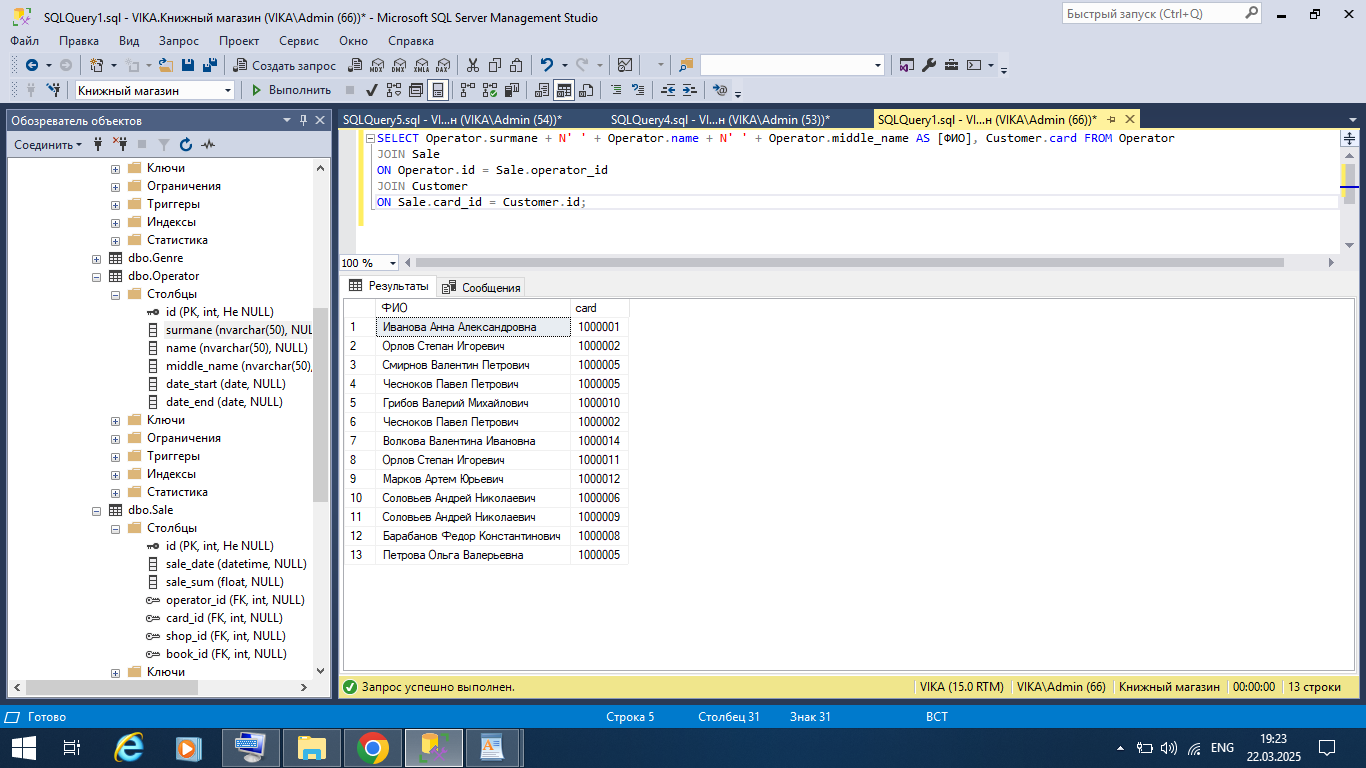 SQLQuery1.sql - VIKA.Книжный магазин (VIKA\Admin (66))* - Microsoft SQL Server Management Studio
Быстрый запуск (Ctrl+Q)
Файл Правка Вид Запрос Проект Сервис Окно Справка
Создать запрос MDX DMX XMLA DAX
Книжный магазин Выполнить
Обозреватель объектов
Соединить
Ключи
Ограничения
Триггеры
Индексы
Статистика
dbo.Genre
dbo.Operator
Столбцы
id (PK, int, Не NULL)
surmane (nvarchar(50), NUL
name (nvarchar(50), NULL)
middle_name (nvarchar(50),
date_start (date, NULL)
date_end (date, NULL)
Ключи
Ограничения
Триггеры
Индексы
Статистика
dbo.Sale
Столбцы
id (PK, int, Не NULL)
sale_date (datetime, NULL)
sale_sum (float, NULL)
operator_id (FK, int, NULL)
card_id (FK, int, NULL)
shop_id (FK, int, NULL)
book_id (FK, int, NULL)
Ключи
SQLQuery5.sql - VI...н (VIKA\Admin (54))* SQLQuery4.sql - VI...н (VIKA\Admin (53))* SQLQuery1.sql - VI...н (VIKA\Admin (66))*
SELECT Operator.surmane + N' ' + Operator.name + N' ' + Operator.middle_name AS [ФИО], Customer.card FROM Operator
JOIN Sale
ON Operator.id = Sale.operator_id
JOIN Customer
ON Sale.card_id = Customer.id;
100 %
Результаты Сообщения
ФИО card
1 Иванова Анна Александровна 1000001
2 Орлов Степан Игоревич 1000002
3 Смирнов Валентин Петрович 1000005
4 Чесноков Павел Петрович 1000005
5 Грибов Валерий Михайлович 1000010
6 Чесноков Павел Петрович 1000002
7 Волкова Валентина Ивановна 1000014
8 Орлов Степан Игоревич 1000011
9 Марков Артем Юрьевич 1000012
10 Соловьев Андрей Николаевич 1000006
11 Соловьев Андрей Николаевич 1000009
12 Барабанов Федор Константинович 1000008
13 Петрова Ольга Валерьевна 1000005
Запрос успешно выполнен. VIKA (15.0 RTM) VIKA\Admin (66) Книжный магазин 00:00:00 13 строки
Готово Строка 5 Столбец 31 Знак 31 ВСТ
ENG 19:23
22.03.2025